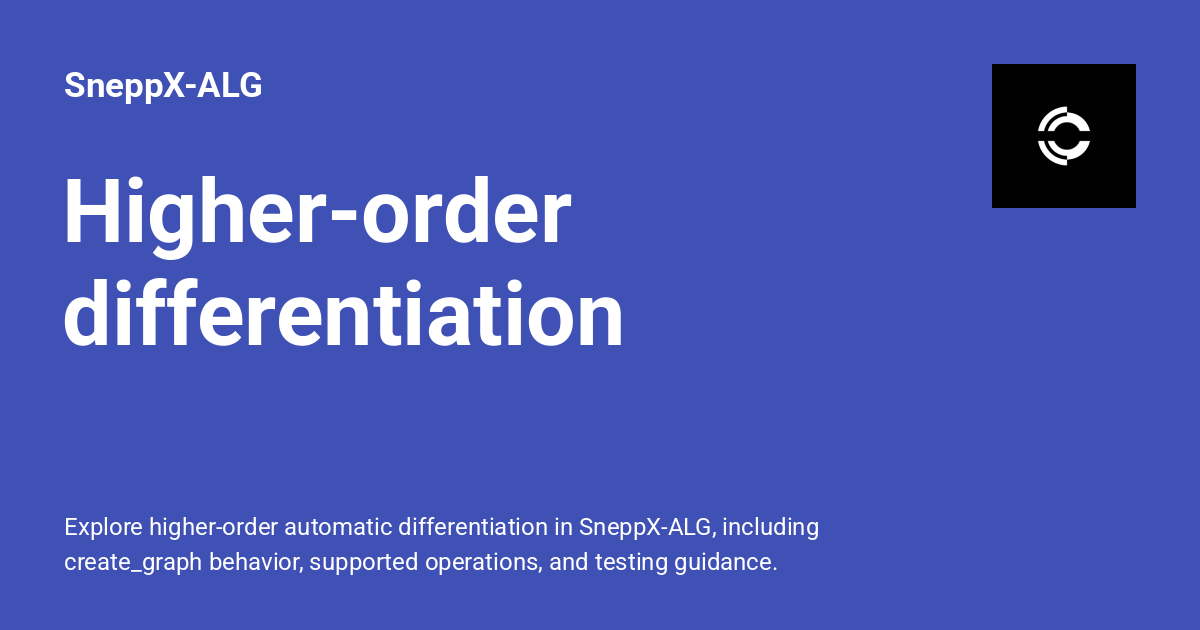 SneppX-ALG
Higher-order
differentiation
Explore higher-order automatic differentiation in SneppX-ALG, including
create_graph behavior, supported operations, and testing guidance.